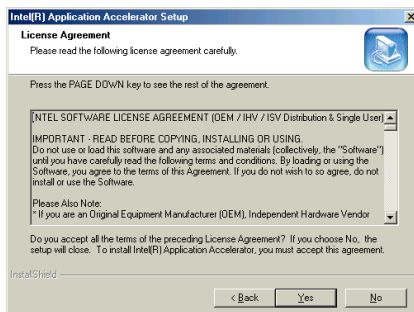 Intel(R) Application Accelerator Setup
License Agreement
Please read the following license agreement carefully.
Press the PAGE DOWN key to see the rest of the agreement.
INTEL SOFTWARE LICENSE AGREEMENT (OEM / IHV / ISV Distribution & Single User)
IMPORTANT - READ BEFORE COPYING, INSTALLING OR USING.
Do not use or load this software and any associated materials (collectively, the "Software")
until you have carefully read the following terms and conditions. By loading or using the
Software, you agree to the terms of this Agreement. If you do not wish to so agree, do not
install or use the Software.
Please Also Note:
* If you are an Original Equipment Manufacturer (OEM), Independent Hardware Vendor
Do you accept all the terms of the preceding License Agreement? If you choose No, the
setup will close. To install Intel(R) Application Accelerator, you must accept this agreement.
InstallShield
< Back
Yes
No